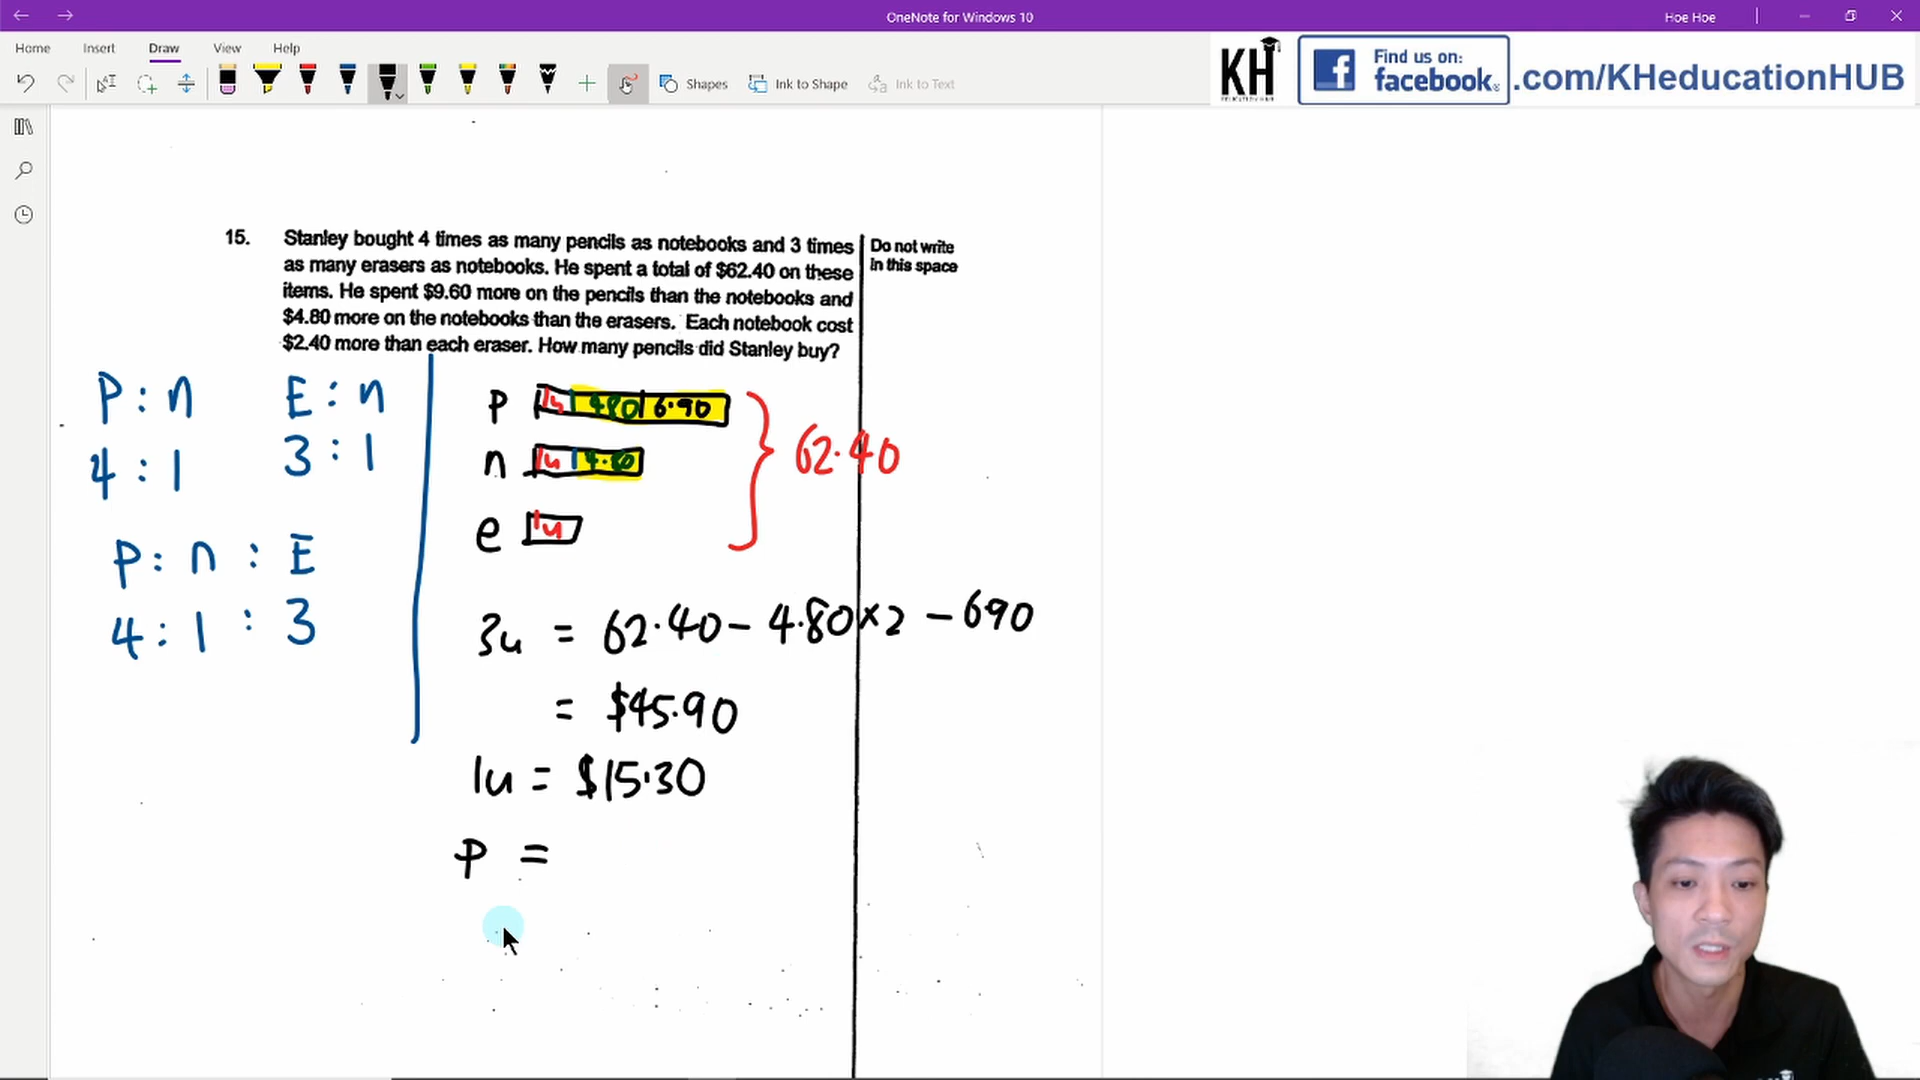 OneNote for Windows 10
Hoe Hoe
Home Insert Draw View Help
Shapes Ink to Shape Ink to Text
KH
Find us on:
facebook.
.com/KHeducationHUB
15. Stanley bought 4 times as many pencils as notebooks and 3 times
as many erasers as notebooks. He spent a total of $62.40 on these
items. He spent $9.60 more on the pencils than the notebooks and
$4.80 more on the notebooks than the erasers. Each notebook cost
$2.40 more than each eraser. How many pencils did Stanley buy?
Do not write
in this space
P : n
4 : 1
E : n
3 : 1
P : n : E
4 : 1 : 3
P 1u 4.80 6.90
n 1u 4.80
e 1u
62.40
3u = 62.40 - 4.80 x 2 - 690
= $45.90
1u = $15.30
P =